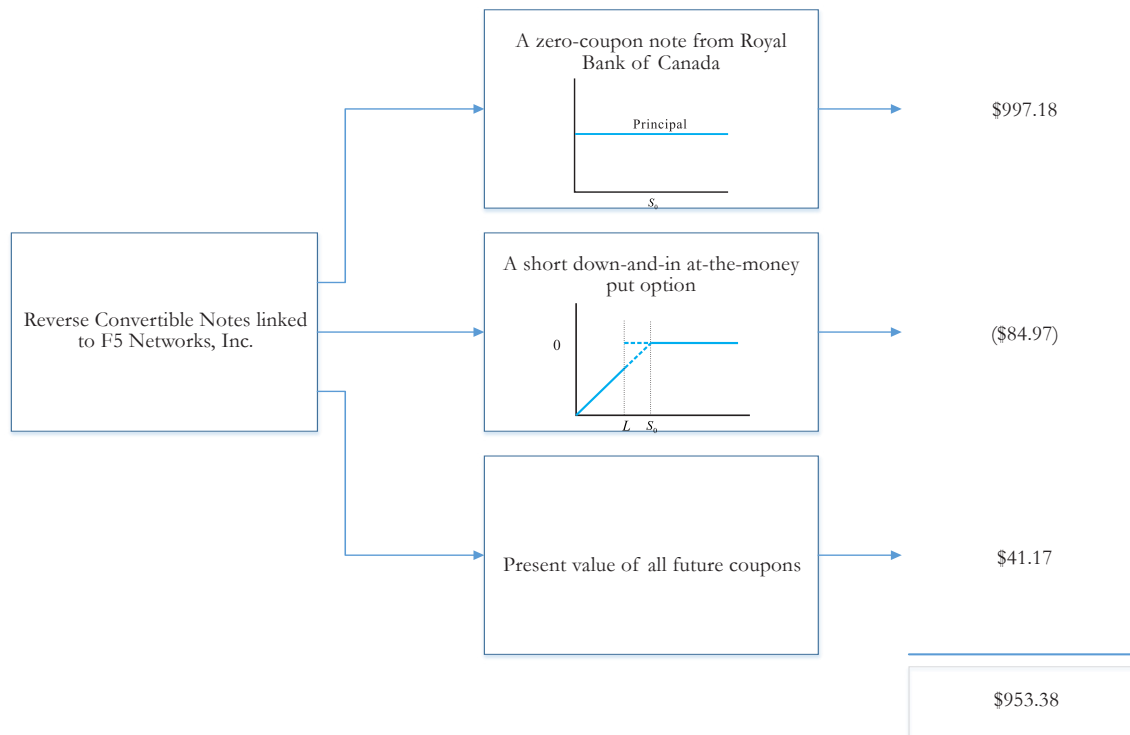 A zero-coupon note from Royal
Bank of Canada
Principal
S₀
$997.18
Reverse Convertible Notes linked
to F5 Networks, Inc.
A short down-and-in at-the-money
put option
0
L S₀
($84.97)
Present value of all future coupons
$41.17
$953.38